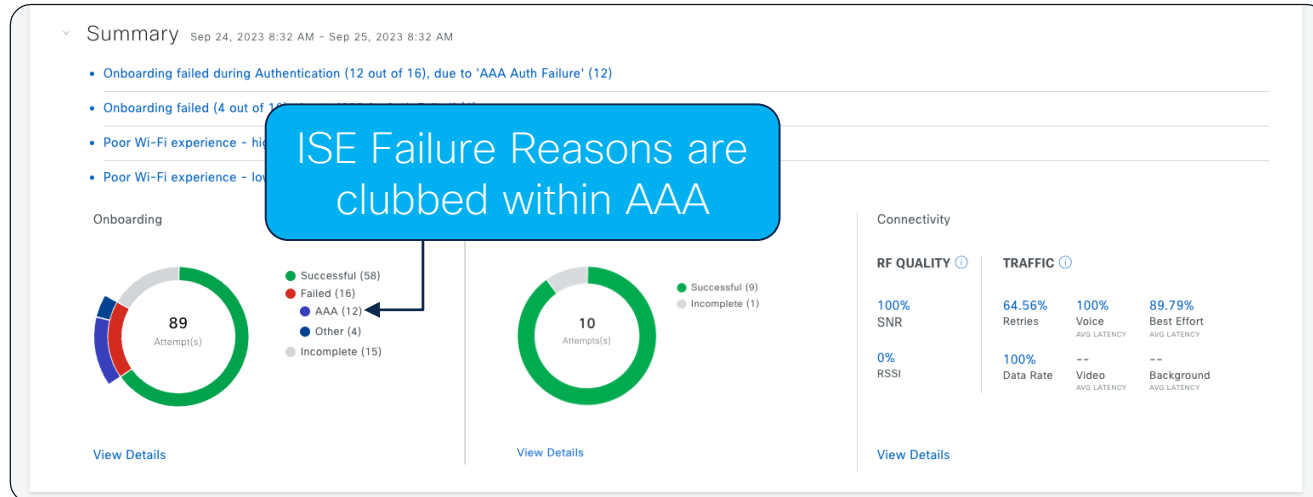 Summary Sep 24, 2023 8:32 AM - Sep 25, 2023 8:32 AM
• Onboarding failed during Authentication (12 out of 16), due to 'AAA Auth Failure' (12)
• Onboarding failed (4 out of
• Poor Wi-Fi experience -
• Poor Wi-Fi experience -
ISE Failure Reasons are
clubbed within AAA
Onboarding
89
Attempt(s)
Successful (58)
Failed (16)
AAA (12)
Other (4)
Incomplete (15)
View Details
10
Attempts(s)
Successful (9)
Incomplete (1)
View Details
Connectivity
RF QUALITY
100%
SNR
0%
RSSI
TRAFFIC
64.56%
Retries
100%
Voice
AVG LATENCY
89.79%
Best Effort
AVG LATENCY
100%
Data Rate
--
Video
AVG LATENCY
--
Background
AVG LATENCY
View Details